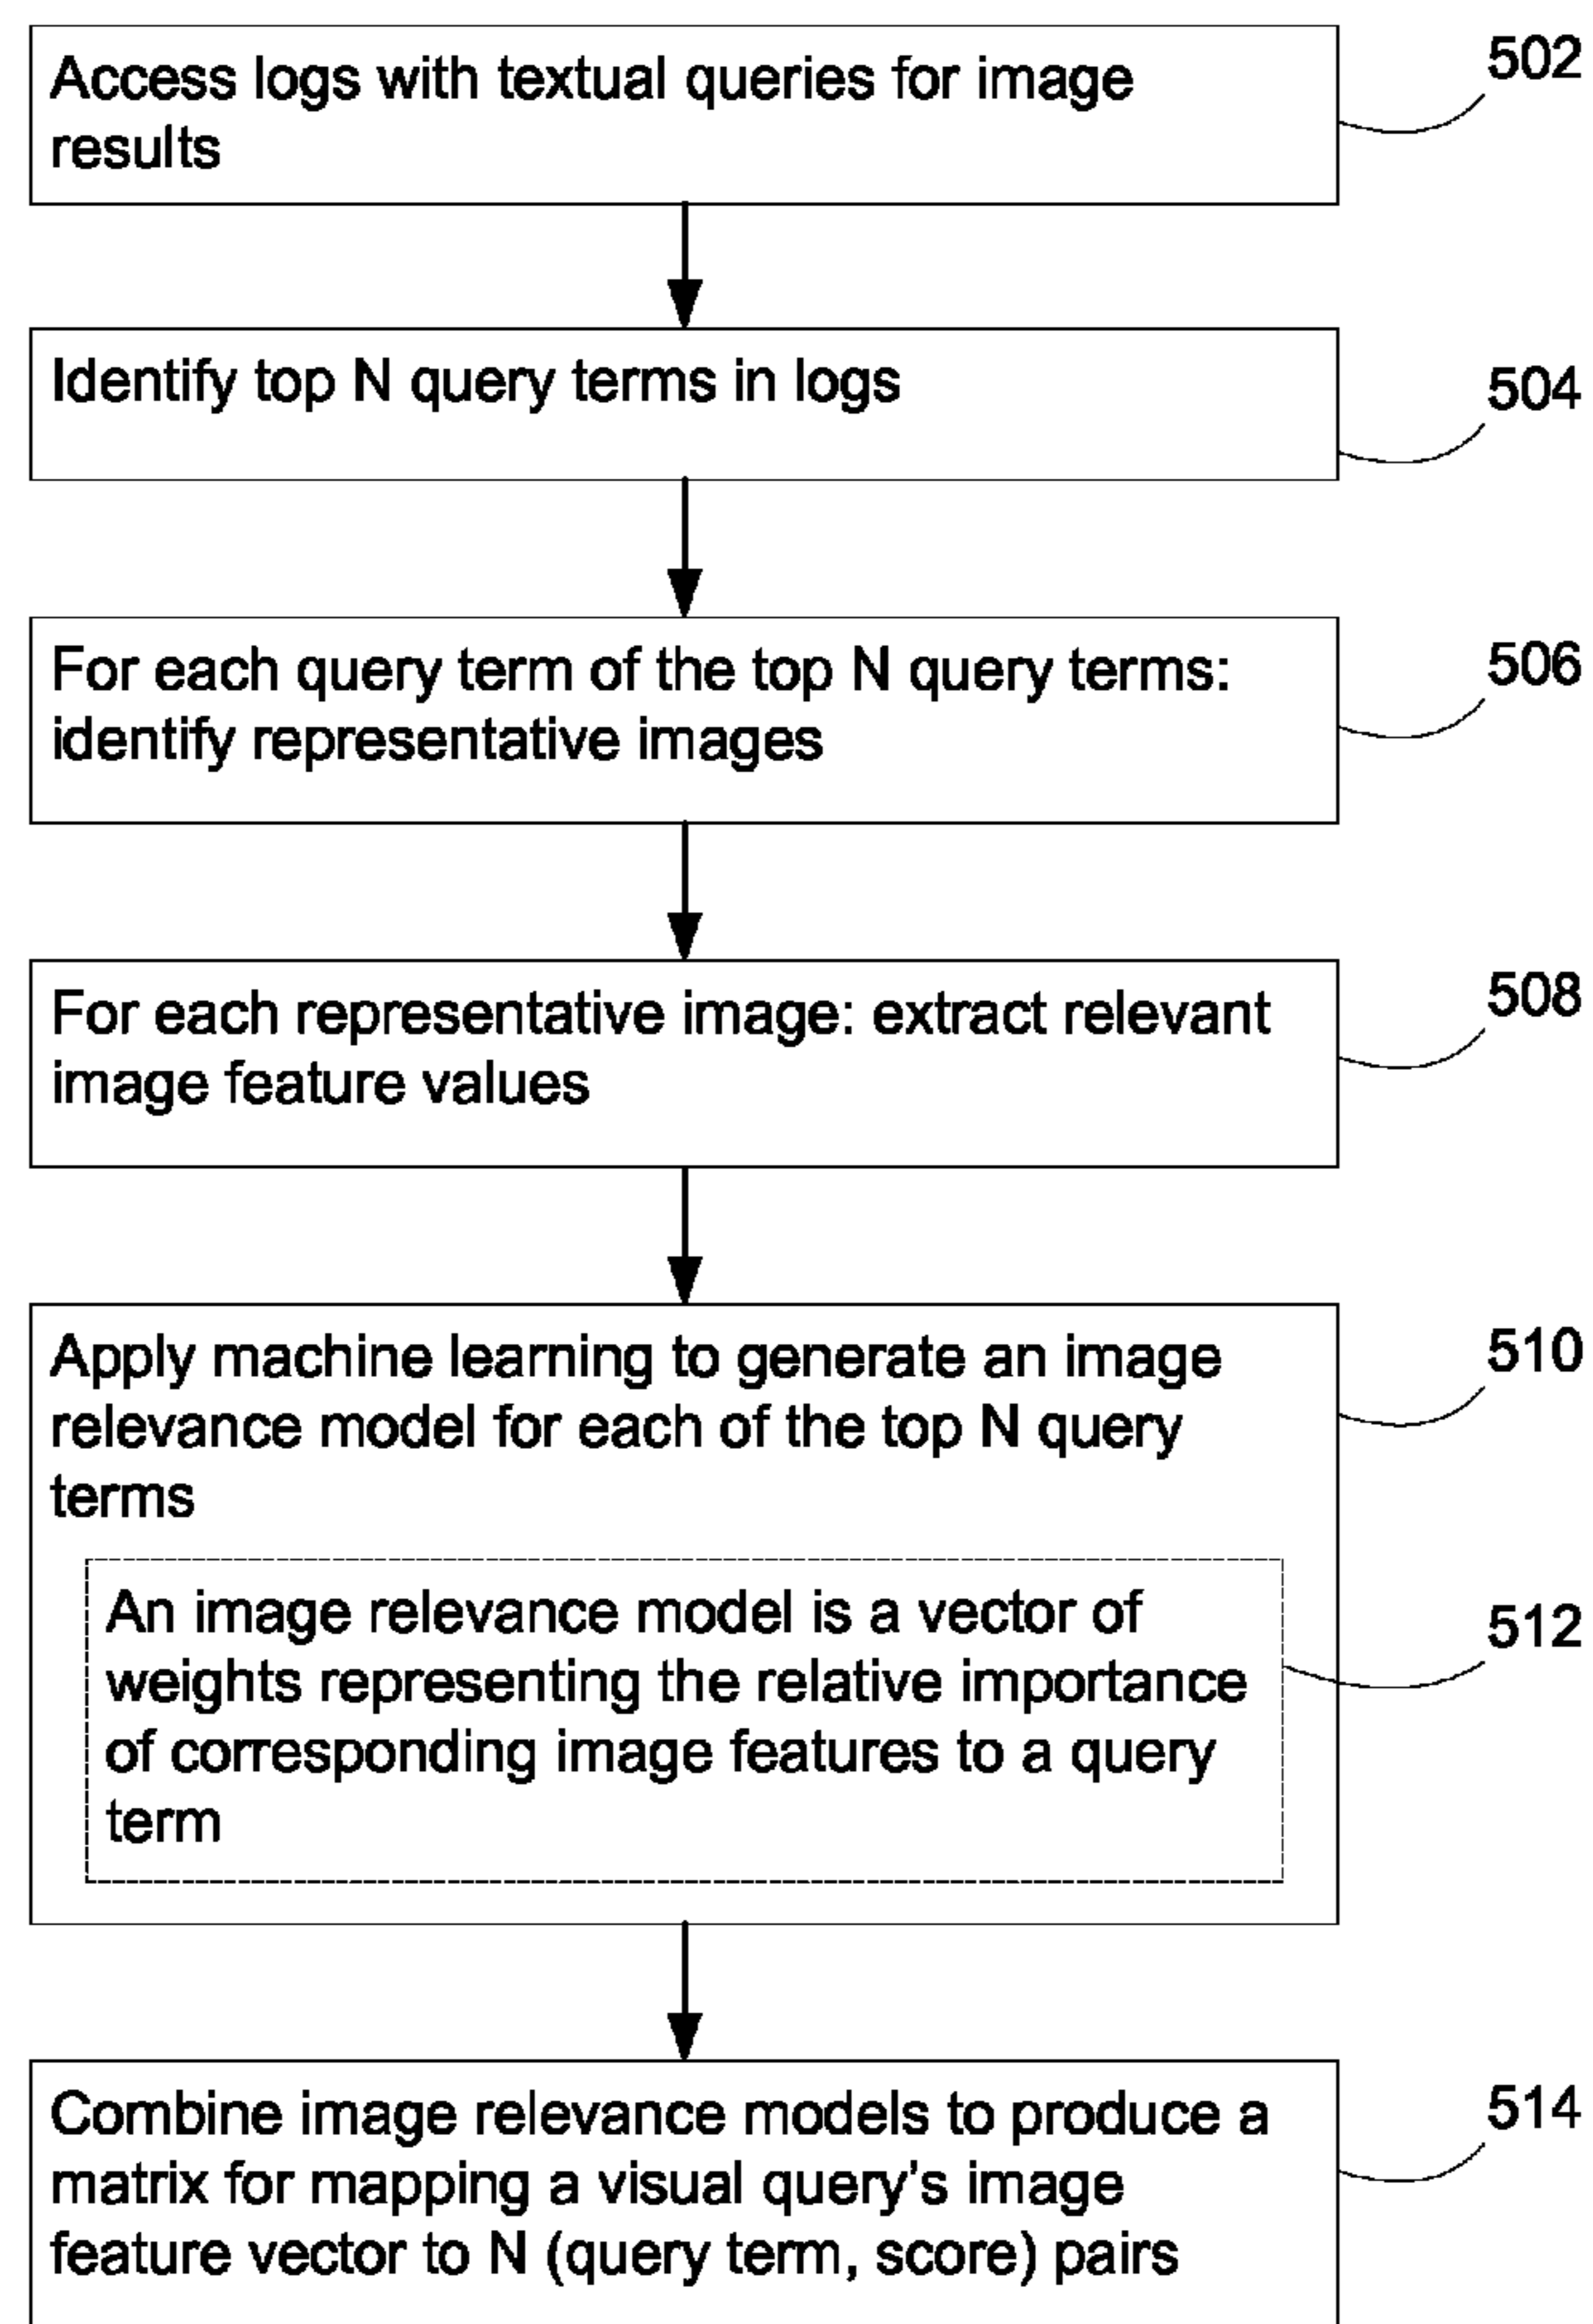 Access logs with textual queries for image
results
502
Identify top N query terms in logs
504
For each query term of the top N query terms:
identify representative images
506
For each representative image: extract relevant
image feature values
508
Apply machine learning to generate an image
relevance model for each of the top N query
terms
510
An image relevance model is a vector of
weights representing the relative importance
of corresponding image features to a query
term
512
Combine image relevance models to produce a
matrix for mapping a visual query's image
feature vector to N (query term, score) pairs
514